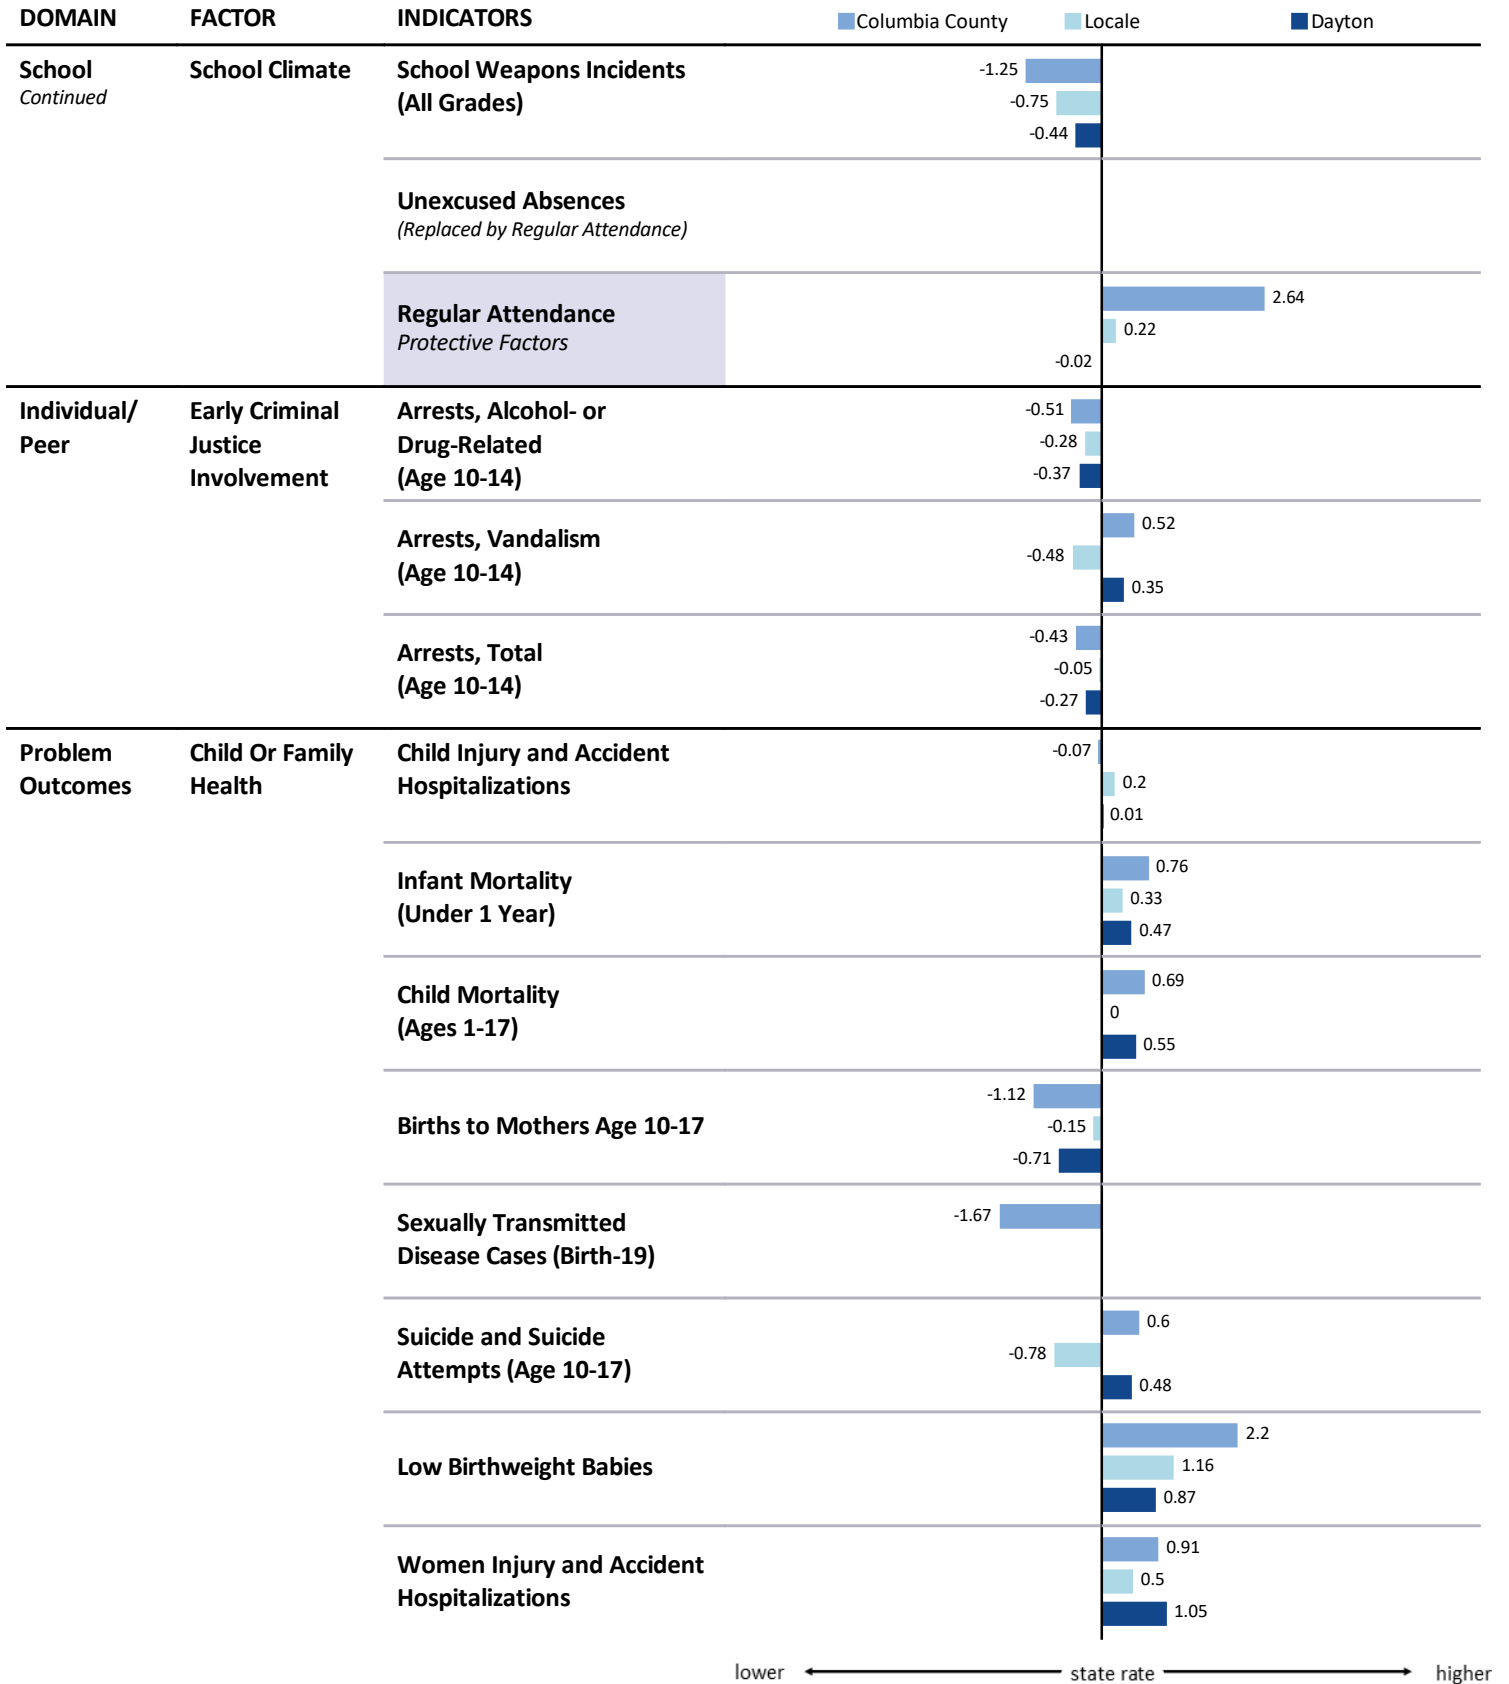 DOMAIN FACTOR INDICATORS Columbia County Locale Dayton
School School Climate School Weapons Incidents
Continued (All Grades)
-1.25
-0.75
-0.44
Unexcused Absences
(Replaced by Regular Attendance)
Regular Attendance
Protective Factors
2.64
0.22
-0.02
Individual/ Early Criminal Arrests, Alcohol- or
Peer Justice Drug-Related
Involvement (Age 10-14)
-0.51
-0.28
-0.37
Arrests, Vandalism
(Age 10-14)
0.52
-0.48
0.35
Arrests, Total
(Age 10-14)
-0.43
-0.05
-0.27
Problem Child Or Family Child Injury and Accident
Outcomes Health Hospitalizations
-0.07
0.2
0.01
Infant Mortality
(Under 1 Year)
0.76
0.33
0.47
Child Mortality
(Ages 1-17)
0.69
0
0.55
Births to Mothers Age 10-17
-1.12
-0.15
-0.71
Sexually Transmitted
Disease Cases (Birth-19)
-1.67
Suicide and Suicide
Attempts (Age 10-17)
0.6
-0.78
0.48
Low Birthweight Babies
2.2
1.16
0.87
Women Injury and Accident
Hospitalizations
0.91
0.5
1.05
lower state rate higher